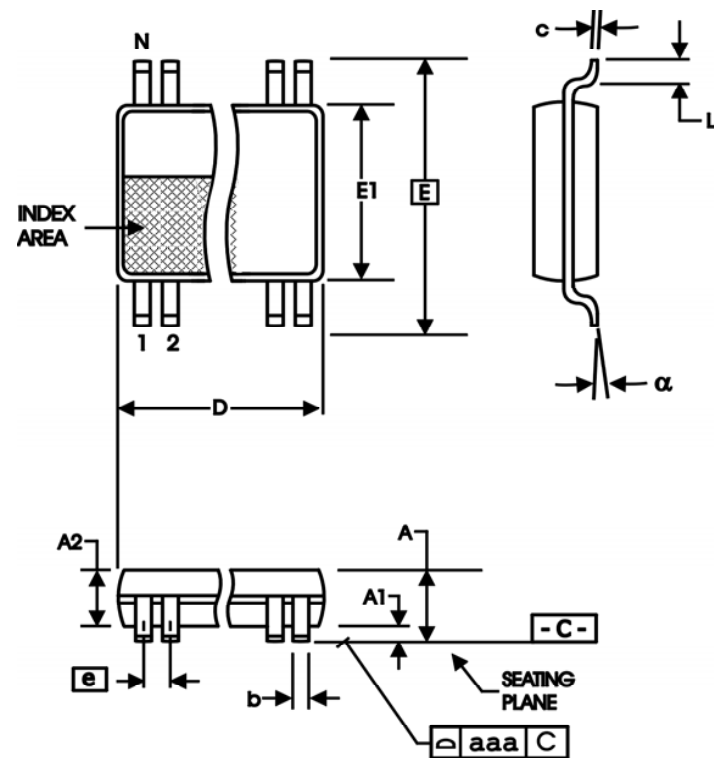 N
c
L
E1
E
INDEX
AREA
1 2
α
D
A2
A
A1
- C -
e
b
SEATING
PLANE
aaa C